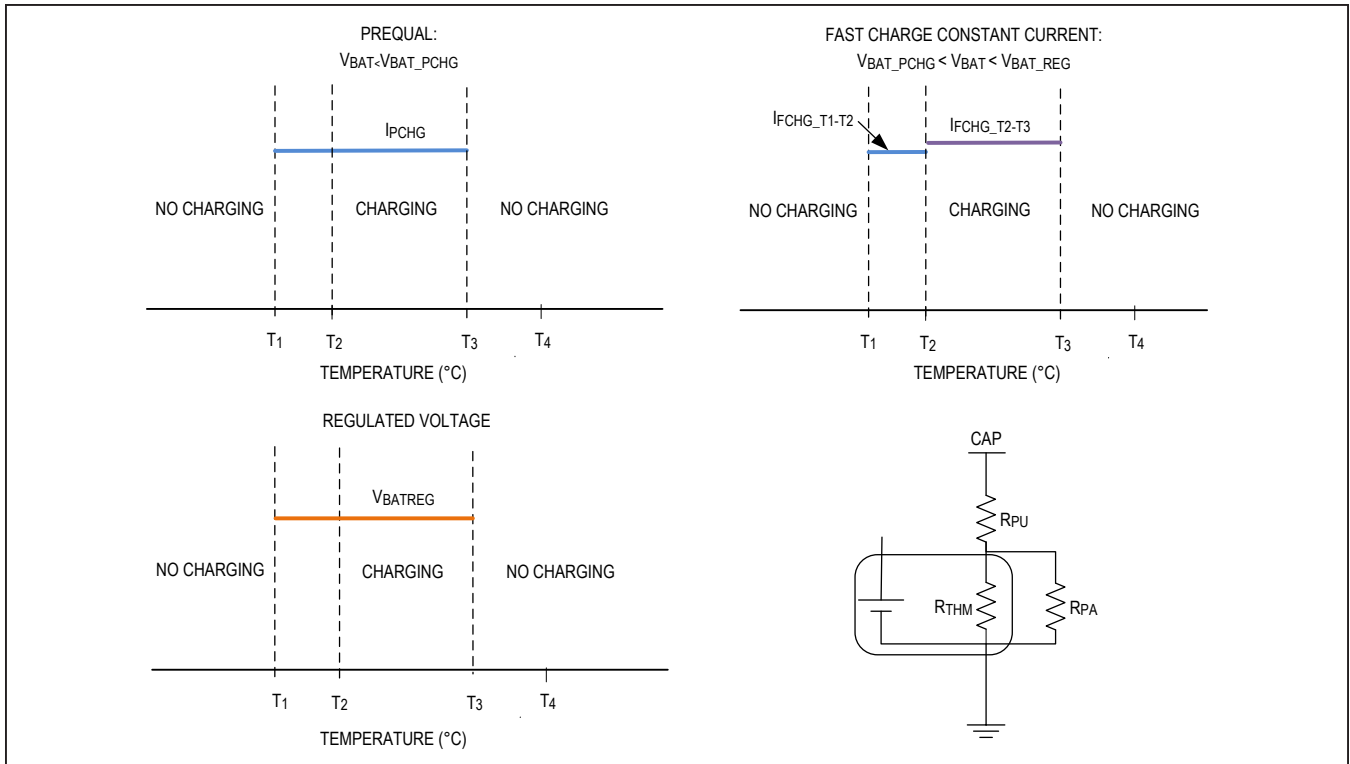 PREQUAL:
VBAT<VBAT_PCHG
IPCHG
NO CHARGING
CHARGING
NO CHARGING
T1
T2
T3
T4
TEMPERATURE (°C)
FAST CHARGE CONSTANT CURRENT:
VBAT_PCHG < VBAT < VBAT_REG
IFCHG_T1-T2
IFCHG_T2-T3
NO CHARGING
CHARGING
NO CHARGING
T1
T2
T3
T4
TEMPERATURE (°C)
REGULATED VOLTAGE
VBATREG
NO CHARGING
CHARGING
NO CHARGING
T1
T2
T3
T4
TEMPERATURE (°C)
CAP
RPU
RTHM
RPA